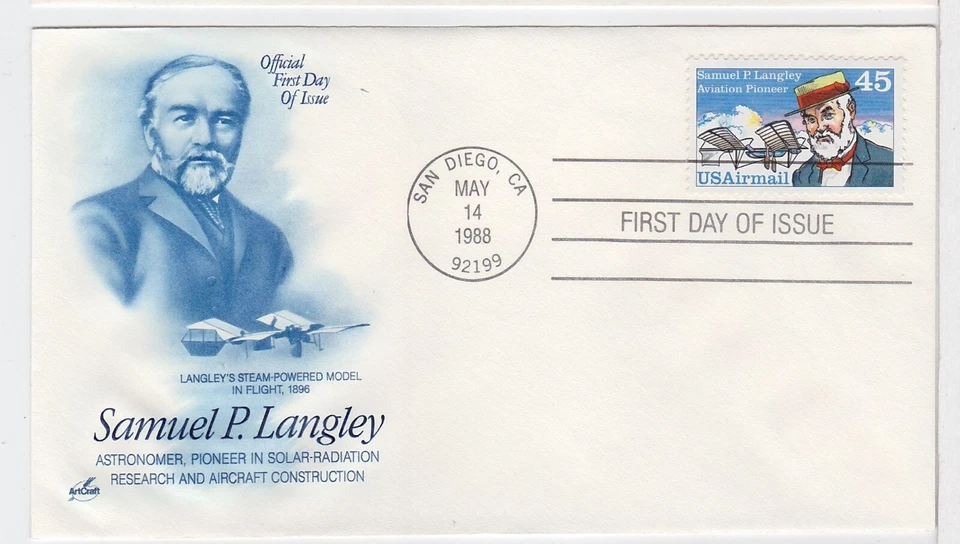 Official
First Day
Of Issue
Samuel P. Langley
Aviation Pioneer
45
USAirmail
SAN DIEGO, CA
MAY
14
1988
92199
FIRST DAY OF ISSUE
LANGLEY'S STEAM-POWERED MODEL
IN FLIGHT, 1896
Samuel P. Langley
ASTRONOMER, PIONEER IN SOLAR-RADIATION
RESEARCH AND AIRCRAFT CONSTRUCTION
ArtCraft